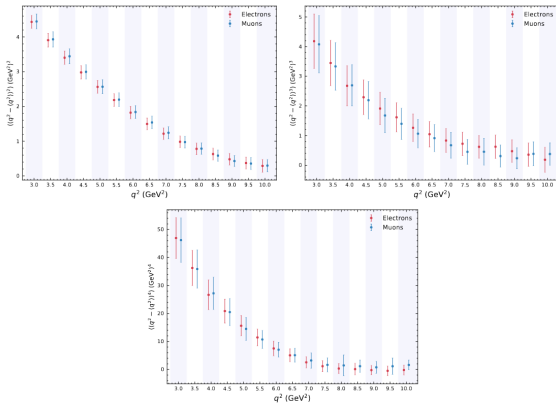 Electrons
Muons
⟨(q² − ⟨q²⟩)²⟩ (GeV²)²
4
3
2
1
0
3.0 3.5 4.0 4.5 5.0 5.5 6.0 6.5 7.0 7.5 8.0 8.5 9.0 9.5 10.0
q² (GeV²)
Electrons
Muons
⟨(q² − ⟨q²⟩)³⟩ (GeV²)³
5
4
3
2
1
0
3.0 3.5 4.0 4.5 5.0 5.5 6.0 6.5 7.0 7.5 8.0 8.5 9.0 9.5 10.0
q² (GeV²)
Electrons
Muons
⟨(q² − ⟨q²⟩)⁴⟩ (GeV²)⁴
50
40
30
20
10
0
3.0 3.5 4.0 4.5 5.0 5.5 6.0 6.5 7.0 7.5 8.0 8.5 9.0 9.5 10.0
q² (GeV²)